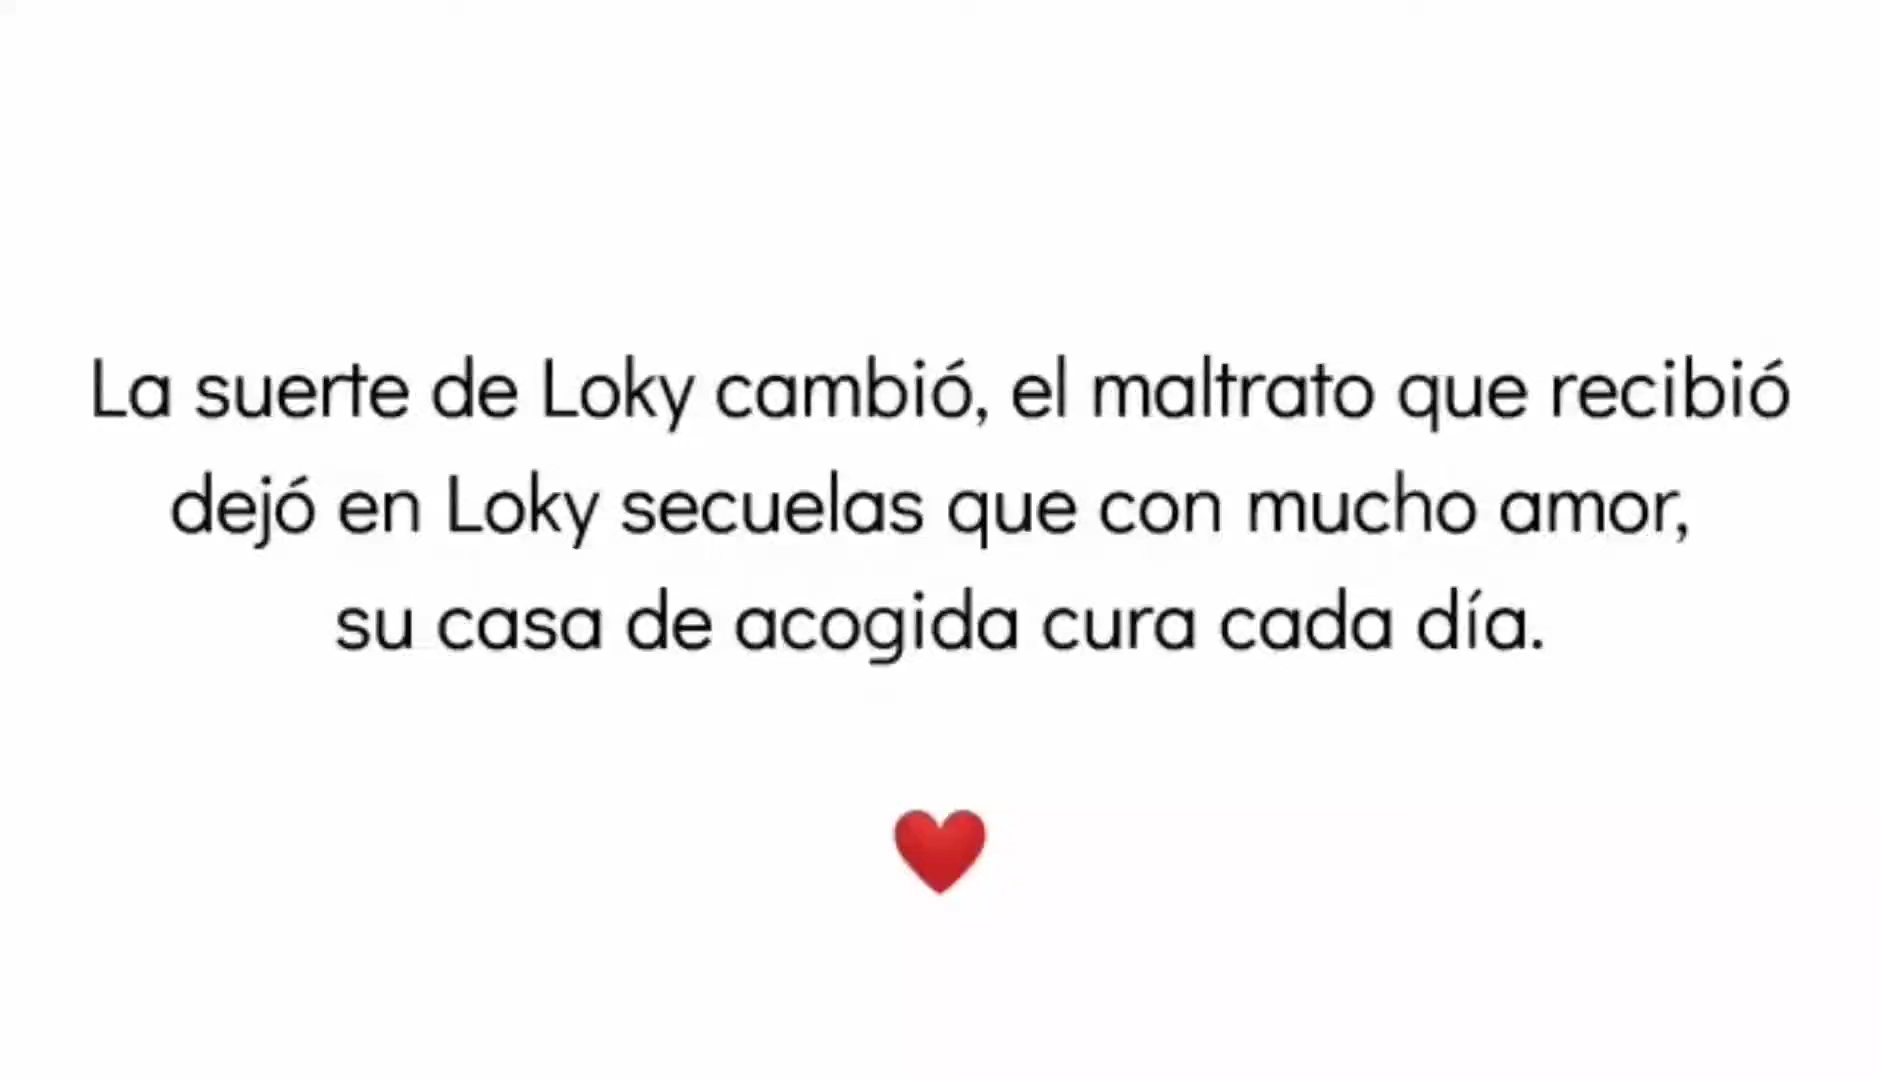 La suerte de Loky cambió, el maltrato que recibió
dejó en Loky secuelas que con mucho amor,
su casa de acogida cura cada día.